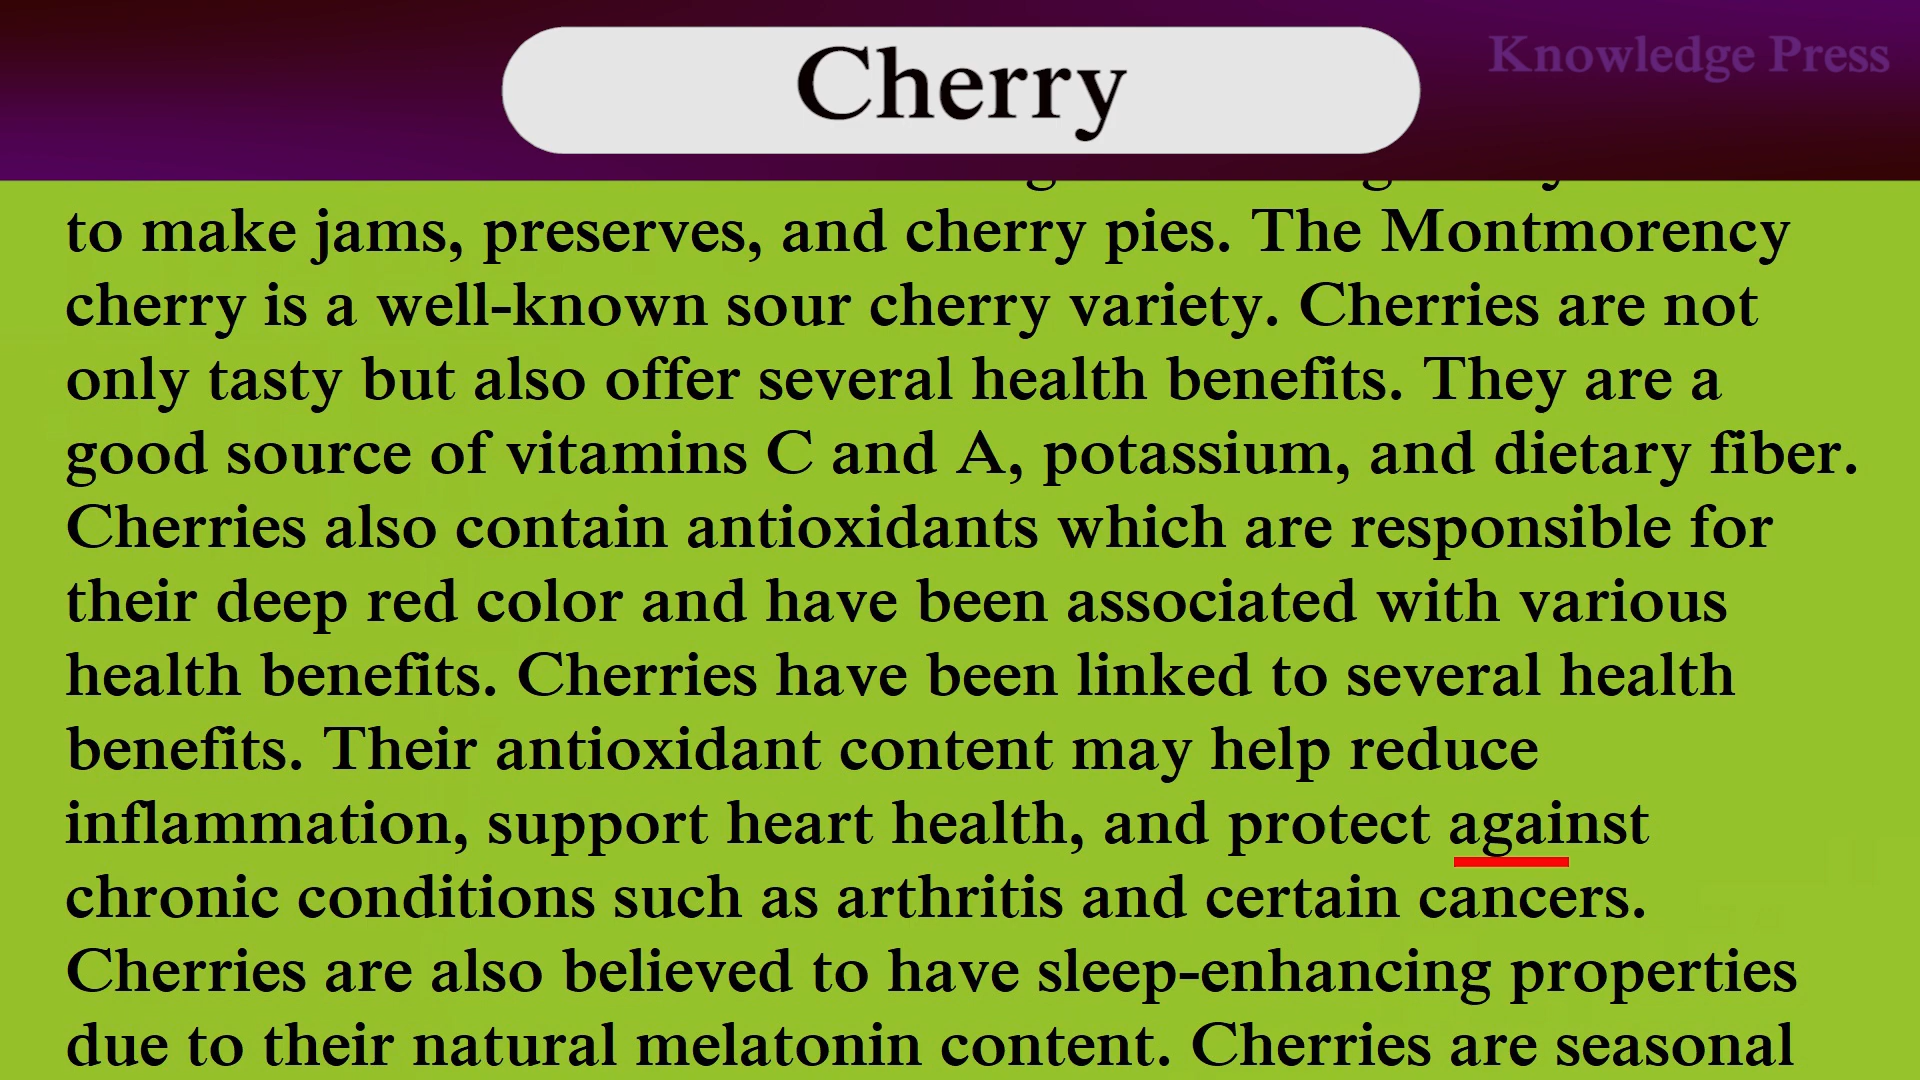 Cherry
Knowledge Press
to make jams, preserves, and cherry pies. The Montmorency
cherry is a well-known sour cherry variety. Cherries are not
only tasty but also offer several health benefits. They are a
good source of vitamins C and A, potassium, and dietary fiber.
Cherries also contain antioxidants which are responsible for
their deep red color and have been associated with various
health benefits. Cherries have been linked to several health
benefits. Their antioxidant content may help reduce
inflammation, support heart health, and protect against
chronic conditions such as arthritis and certain cancers.
Cherries are also believed to have sleep-enhancing properties
due to their natural melatonin content. Cherries are seasonal